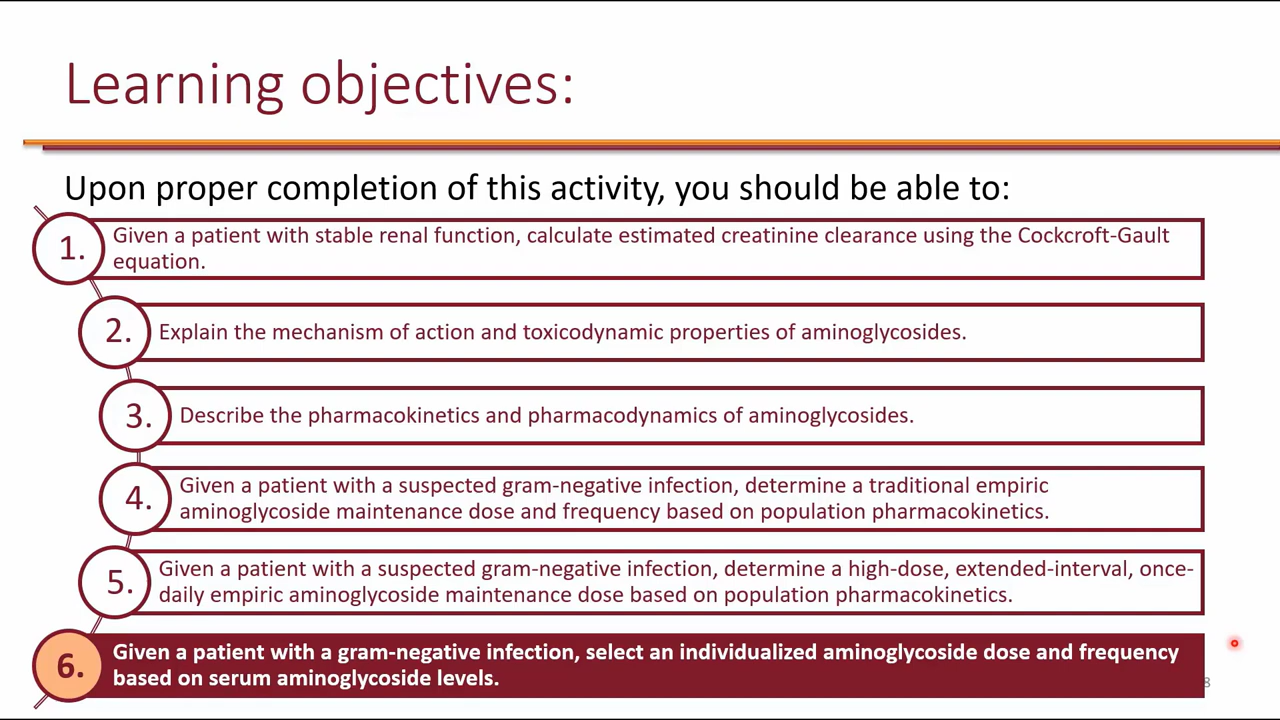 Learning objectives:
Upon proper completion of this activity, you should be able to:
1.
Given a patient with stable renal function, calculate estimated creatinine clearance using the Cockcroft-Gault
equation.
2.
Explain the mechanism of action and toxicodynamic properties of aminoglycosides.
3.
Describe the pharmacokinetics and pharmacodynamics of aminoglycosides.
4.
Given a patient with a suspected gram-negative infection, determine a traditional empiric
aminoglycoside maintenance dose and frequency based on population pharmacokinetics.
5.
Given a patient with a suspected gram-negative infection, determine a high-dose, extended-interval, once-
daily empiric aminoglycoside maintenance dose based on population pharmacokinetics.
6.
Given a patient with a gram-negative infection, select an individualized aminoglycoside dose and frequency
based on serum aminoglycoside levels.